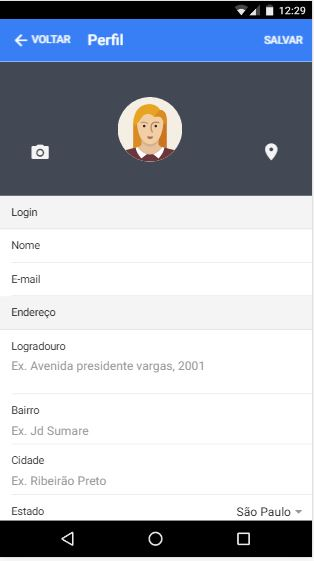 12:29
VOLTAR Perfil SALVAR
Login
Nome
E-mail
Endereço
Logradouro
Ex. Avenida presidente vargas, 2001
Bairro
Ex. Jd Sumare
Cidade
Ex. Ribeirão Preto
Estado São Paulo